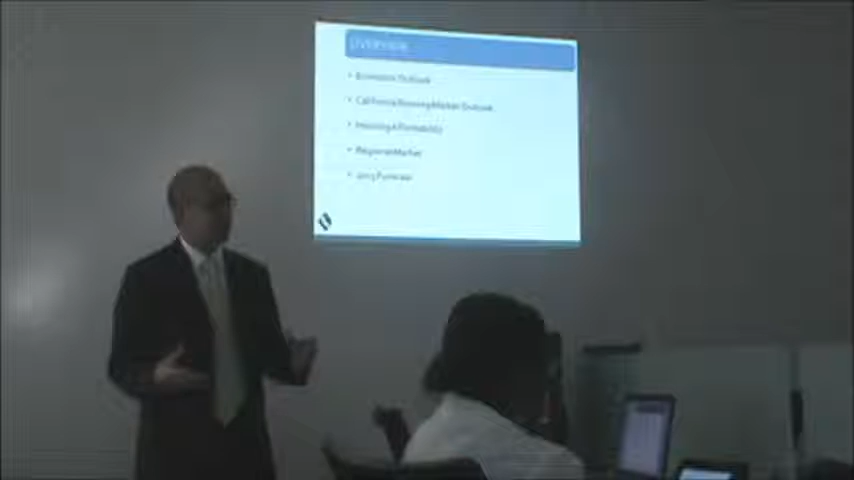 OVERVIEW
Economic Outlook
California Housing Market Outlook
Housing Affordability
Regional Market
Forecast